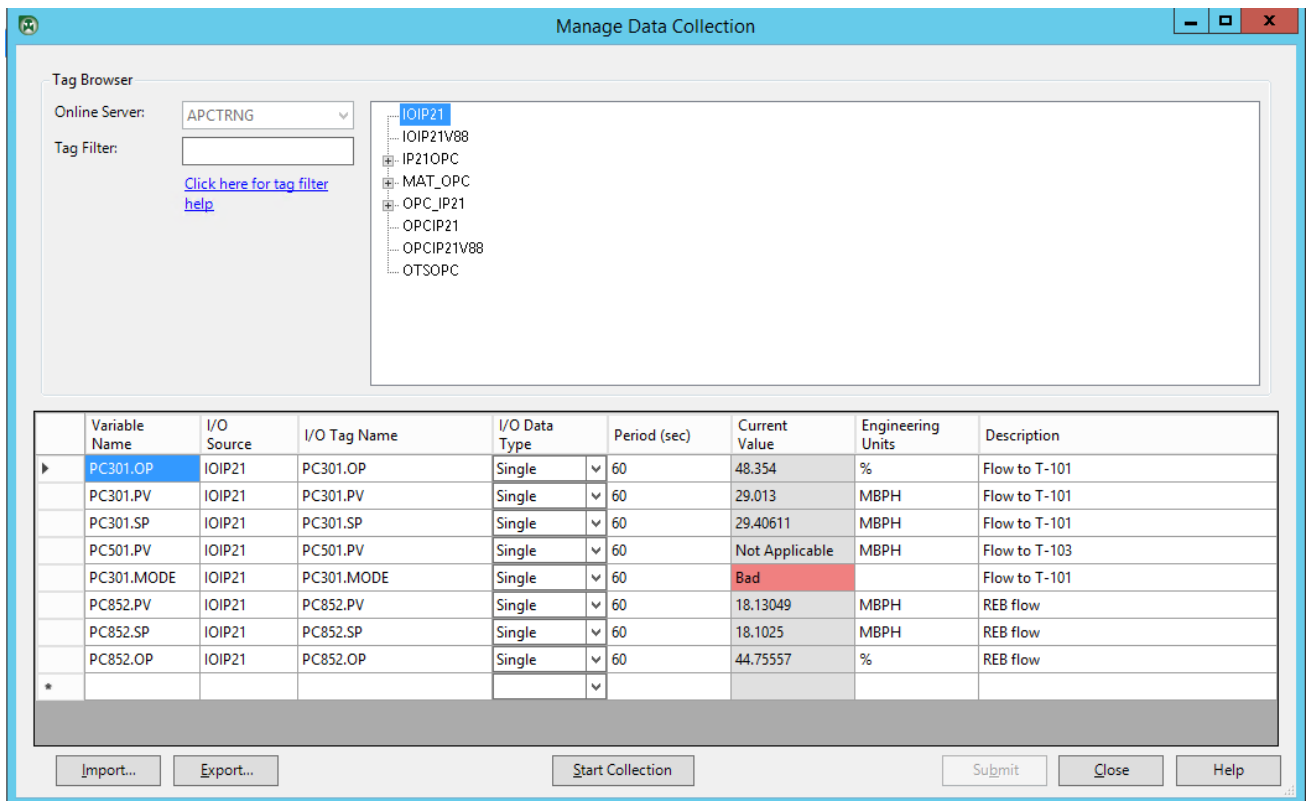 Manage Data Collection
Tag Browser
Online Server:
APCTRNG
Tag Filter:
Click here for tag filter
help
IOIP21
IOIP21V88
IP21OPC
MAT_OPC
OPC_IP21
OPCIP21
OPCIP21V88
OTSOPC
Variable Name I/O Source I/O Tag Name I/O Data Type Period (sec) Current Value Engineering Units Description
PC301.OP IOIP21 PC301.OP Single 60 48.354 % Flow to T-101
PC301.PV IOIP21 PC301.PV Single 60 29.013 MBPH Flow to T-101
PC301.SP IOIP21 PC301.SP Single 60 29.40611 MBPH Flow to T-101
PC501.PV IOIP21 PC501.PV Single 60 Not Applicable MBPH Flow to T-103
PC301.MODE IOIP21 PC301.MODE Single 60 Bad Flow to T-101
PC852.PV IOIP21 PC852.PV Single 60 18.13049 MBPH REB flow
PC852.SP IOIP21 PC852.SP Single 60 18.1025 MBPH REB flow
PC852.OP IOIP21 PC852.OP Single 60 44.75557 % REB flow
Import... Export... Start Collection Submit Close Help